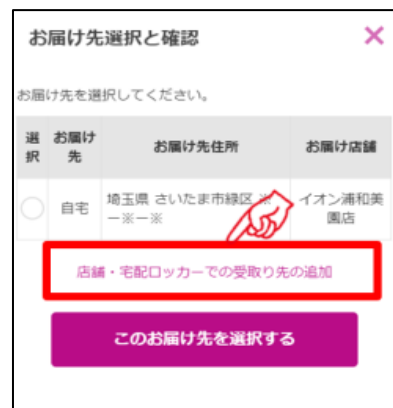 お届け先選択と確認 ×
お届け先を選択してください。
選択 お届け先 お届け先住所 お届け店舗
自宅 埼玉県 さいたま市緑区 ※-※-※ イオン浦和美園店
店舗・宅配ロッカーでの受取り先の追加
このお届け先を選択する